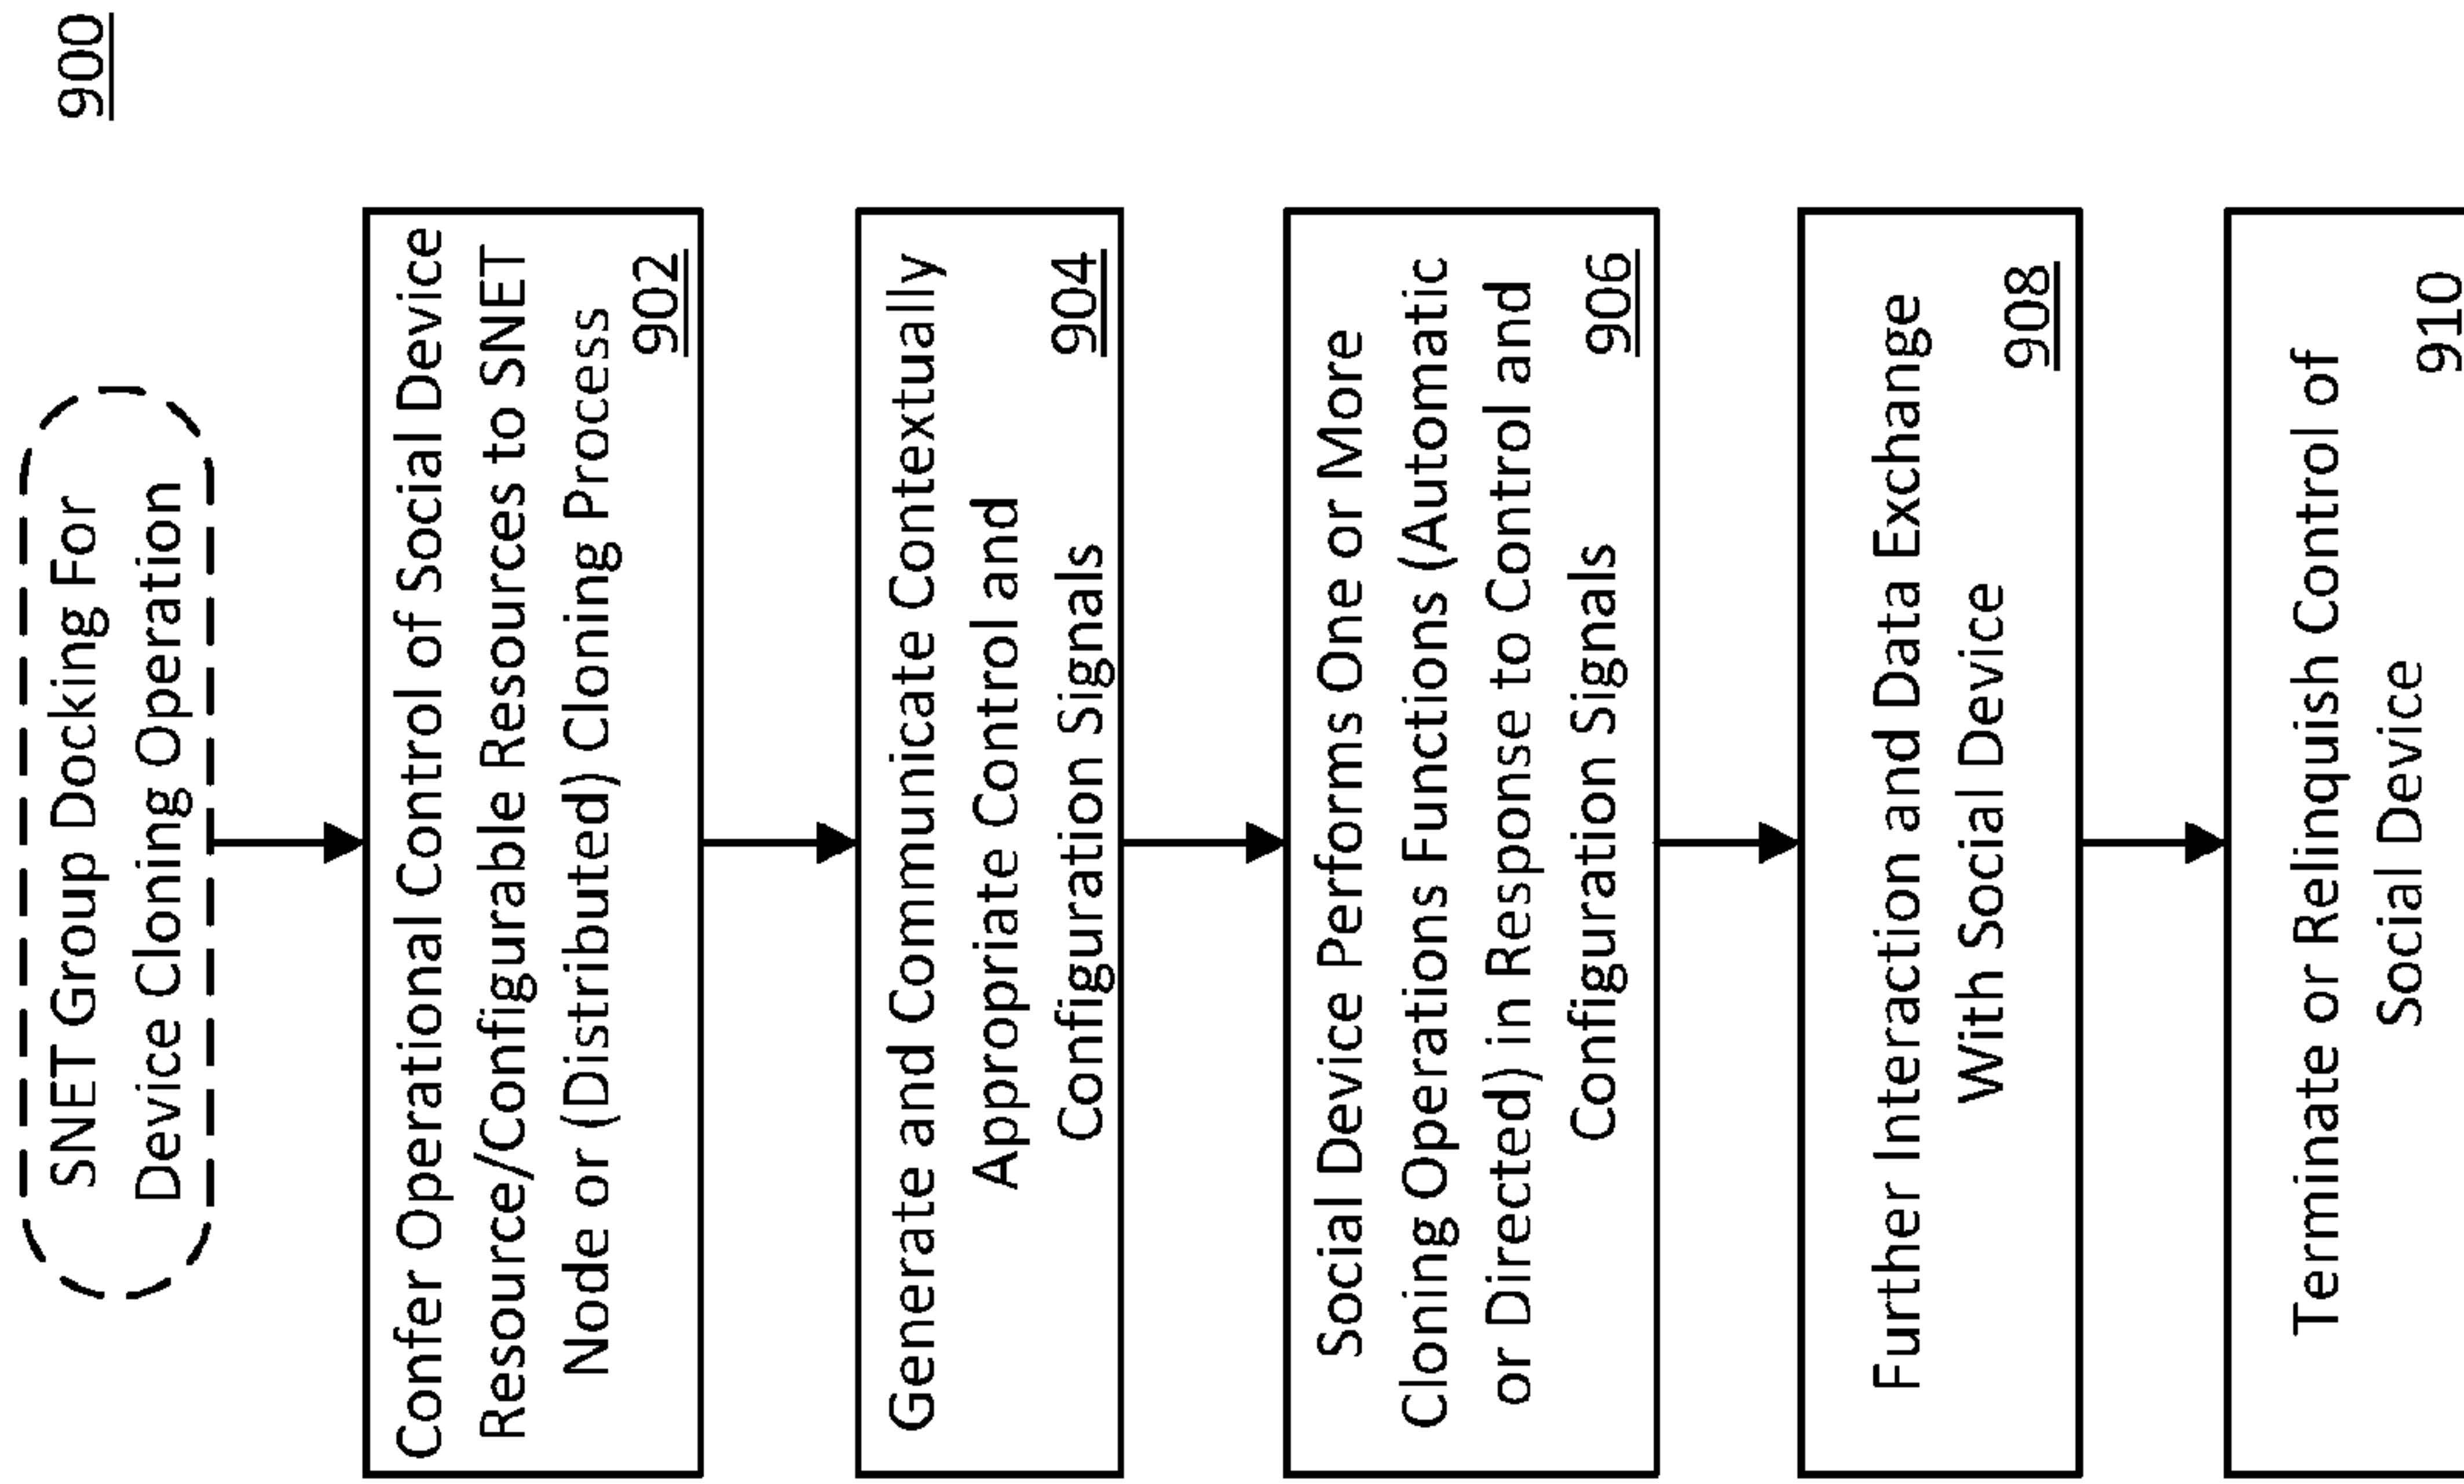 900
SNET Group Docking For
Device Cloning Operation
Confer Operational Control of Social Device
Resource/Configurable Resources to SNET
Node or (Distributed) Cloning Process
902
Generate and Communicate Contextually
Appropriate Control and
Configuration Signals
904
Social Device Performs One or More
Cloning Operations Functions (Automatic
or Directed) in Response to Control and
Configuration Signals
906
Further Interaction and Data Exchange
With Social Device
908
Terminate or Relinquish Control of
Social Device
910